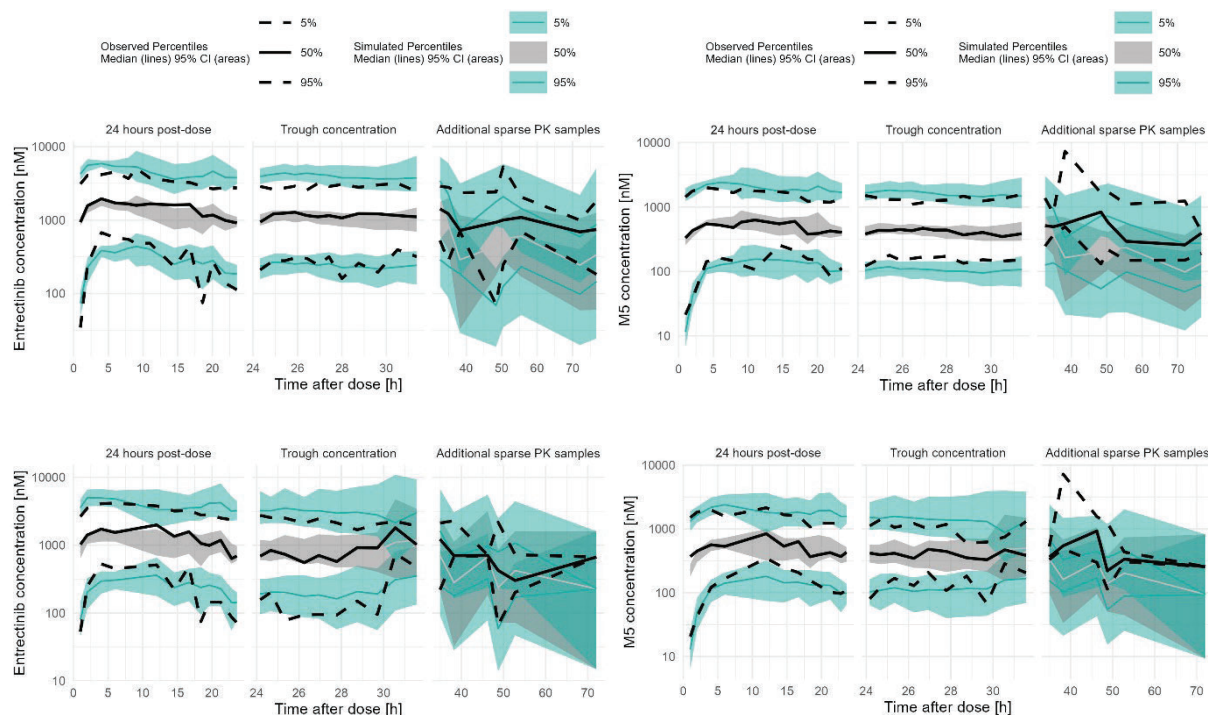 5%
Observed Percentiles
Median (lines) 95% CI (areas)
50%
95%
Simulated Percentiles
Median (lines) 95% CI (areas)
5%
50%
95%
5%
Observed Percentiles
Median (lines) 95% CI (areas)
50%
95%
Simulated Percentiles
Median (lines) 95% CI (areas)
5%
50%
95%
24 hours post-dose Trough concentration Additional sparse PK samples
Entrectinib concentration [nM]
10000
1000
100
0 5 10 15 20 24 26 28 30 40 50 60 70
Time after dose [h]
24 hours post-dose Trough concentration Additional sparse PK samples
M5 concentration [nM]
10000
1000
100
10
0 5 10 15 20 24 26 28 30 40 50 60 70
Time after dose [h]
24 hours post-dose Trough concentration Additional sparse PK samples
Entrectinib concentration [nM]
10000
1000
100
10
0 5 10 15 20 24 26 28 30 40 50 60 70
Time after dose [h]
24 hours post-dose Trough concentration Additional sparse PK samples
M5 concentration [nM]
10000
1000
100
10
0 5 10 15 20 24 26 28 30 40 50 60 70
Time after dose [h]